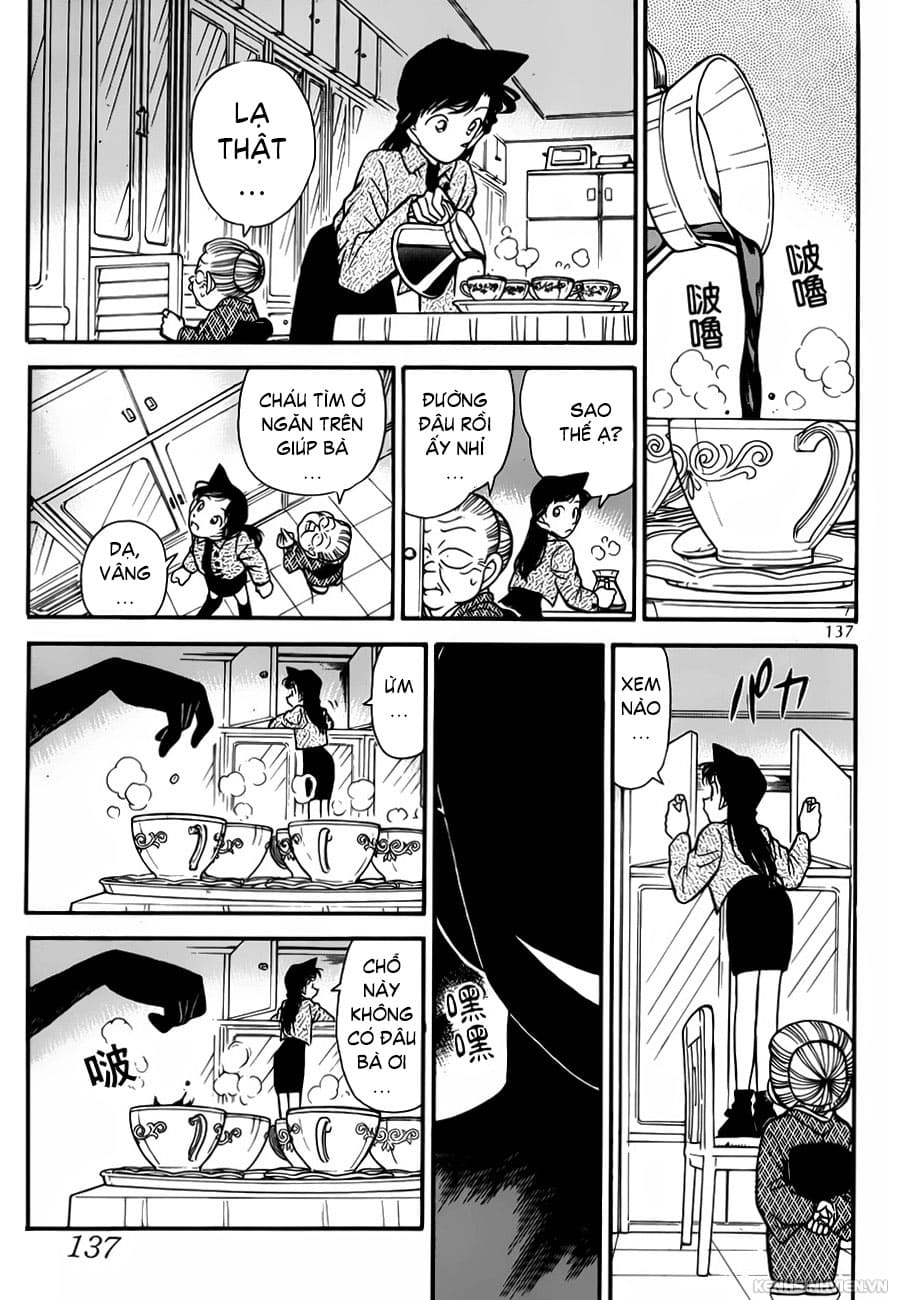 啵
嚕
啵
嚕
LẠ
THẬT
...
SAO
THẾ Ạ?
ĐƯỜNG
ĐÂU RỒI
ẤY NHỈ
...
CHÁU TÌM Ở
NGĂN TRÊN
GIÚP BÀ
...
DẠ,
VÂNG
...
137
XEM
NÀO
...
パカ
嘿
嘿
ỪM
...
CHỖ
NÀY
KHÔNG
CÓ ĐÂU
BÀ ƠI
...
啵
137
KENHSINHVIEN.VN